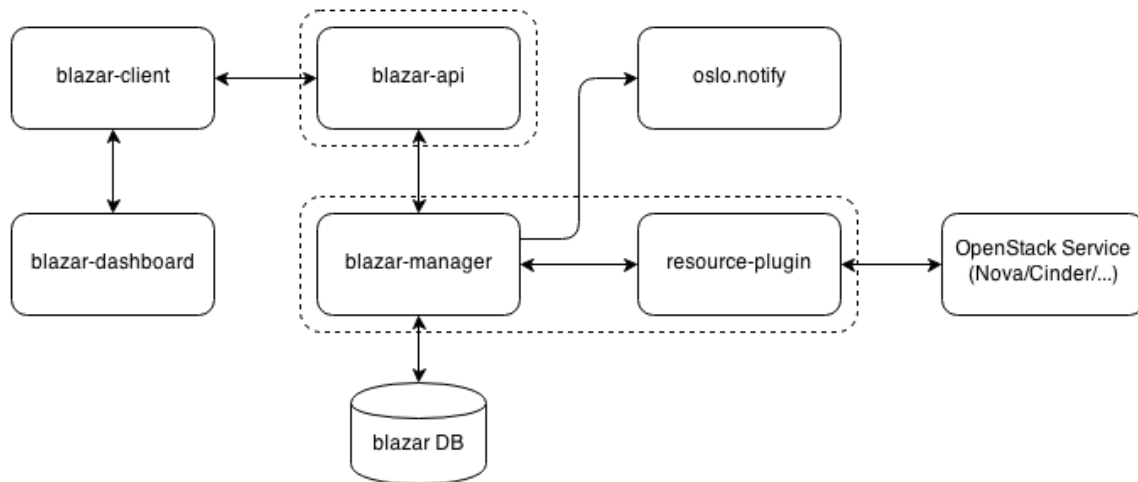 blazar-client
blazar-api
oslo.notify
blazar-dashboard
blazar-manager
resource-plugin
OpenStack Service
(Nova/Cinder/...)
blazar DB